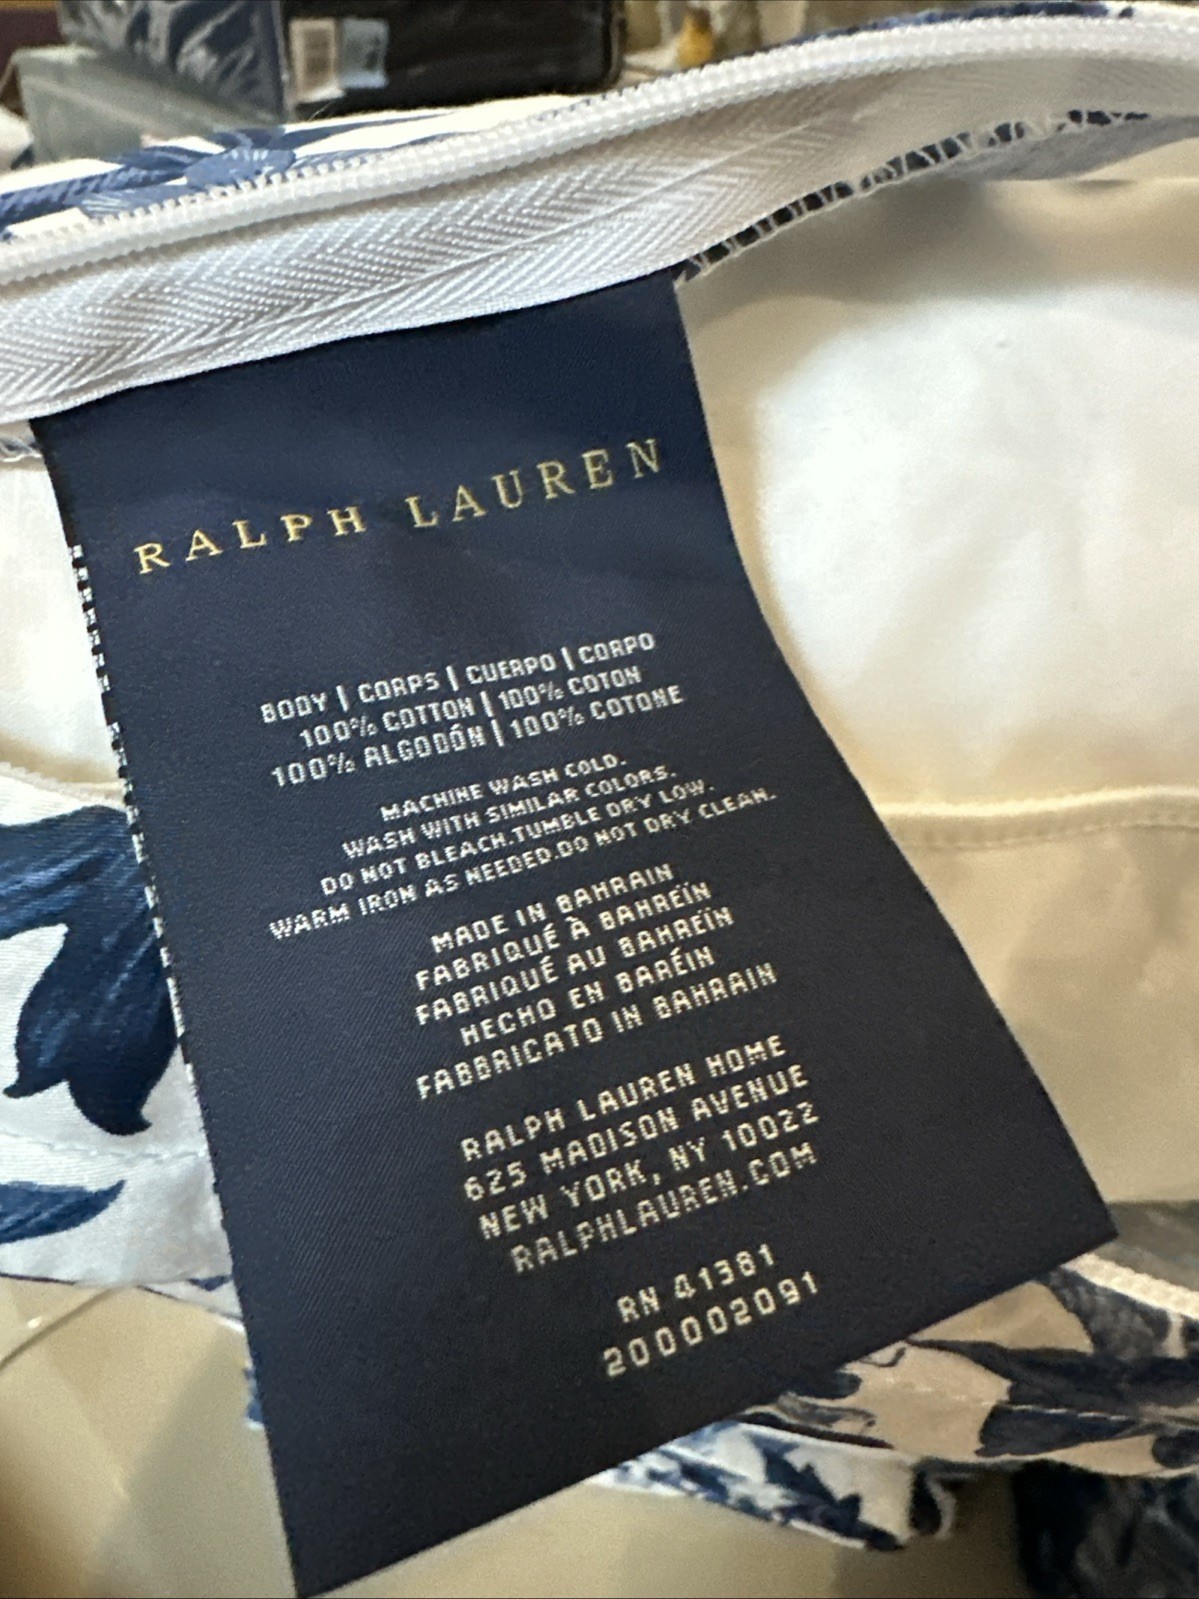 RALPH LAUREN
BODY | CORPS | CUERPO | CORPO
100% COTTON | 100% COTON
100% ALGODÓN | 100% COTONE
MACHINE WASH COLD.
WASH WITH SIMILAR COLORS.
DO NOT BLEACH.TUMBLE DRY LOW.
WARM IRON AS NEEDED.DO NOT DRY CLEAN.
MADE IN BAHRAIN
FABRIQUÉ À BAHREÏN
FABRIQUÉ AU BAHREÏN
HECHO EN BARÉIN
FABBRICATO IN BAHRAIN
RALPH LAUREN HOME
625 MADISON AVENUE
NEW YORK, NY 10022
RALPHLAUREN.COM
RN 41381
200002091